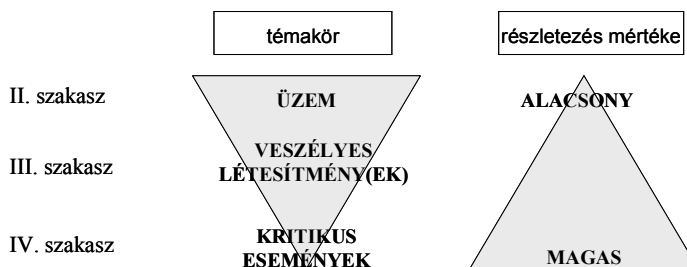 témakör
részletezés mértéke
II. szakasz
ÜZEM
ALACSONY
III. szakasz
VESZÉLYES
LÉTESÍTMÉNY(EK)
IV. szakasz
KRITIKUS
ESEMÉNYEK
MAGAS